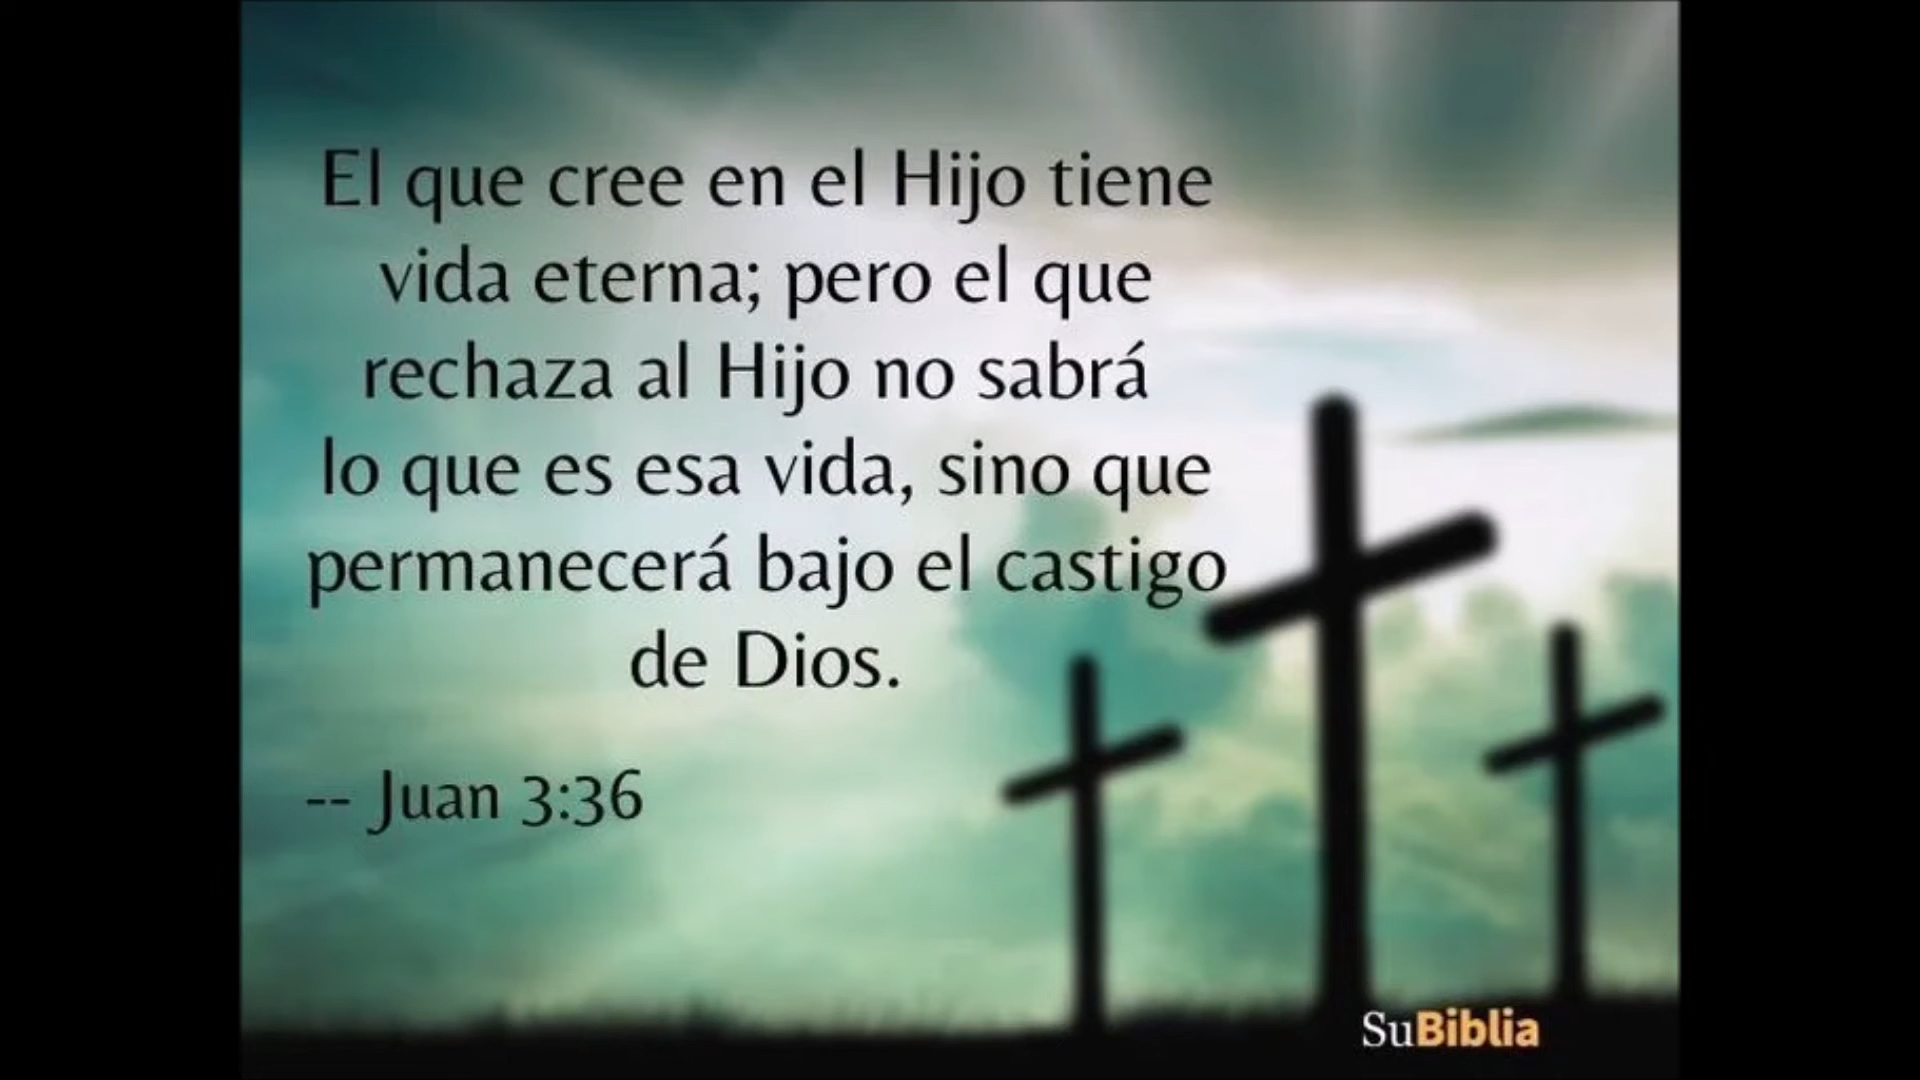 El que cree en el Hijo tiene
vida eterna; pero el que
rechaza al Hijo no sabrá
lo que es esa vida, sino que
permanecerá bajo el castigo
de Dios.
-- Juan 3:36
SuBiblia